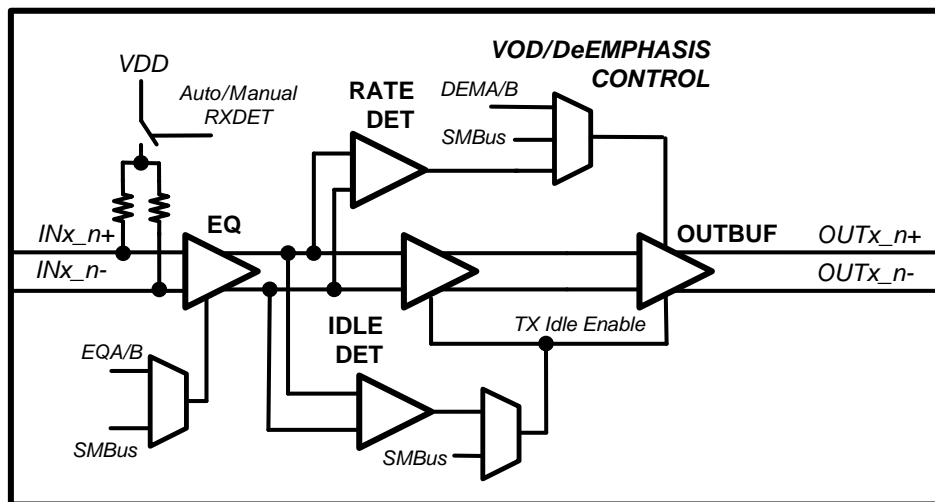 VOD/DeEMPHASIS
CONTROL
VDD
Auto/Manual
RXDET
RATE
DET
DEMA/B
SMBus
EQ
INx_n+
INx_n-
OUTBUF
OUTx_n+
OUTx_n-
TX Idle Enable
IDLE
DET
EQA/B
SMBus
SMBus